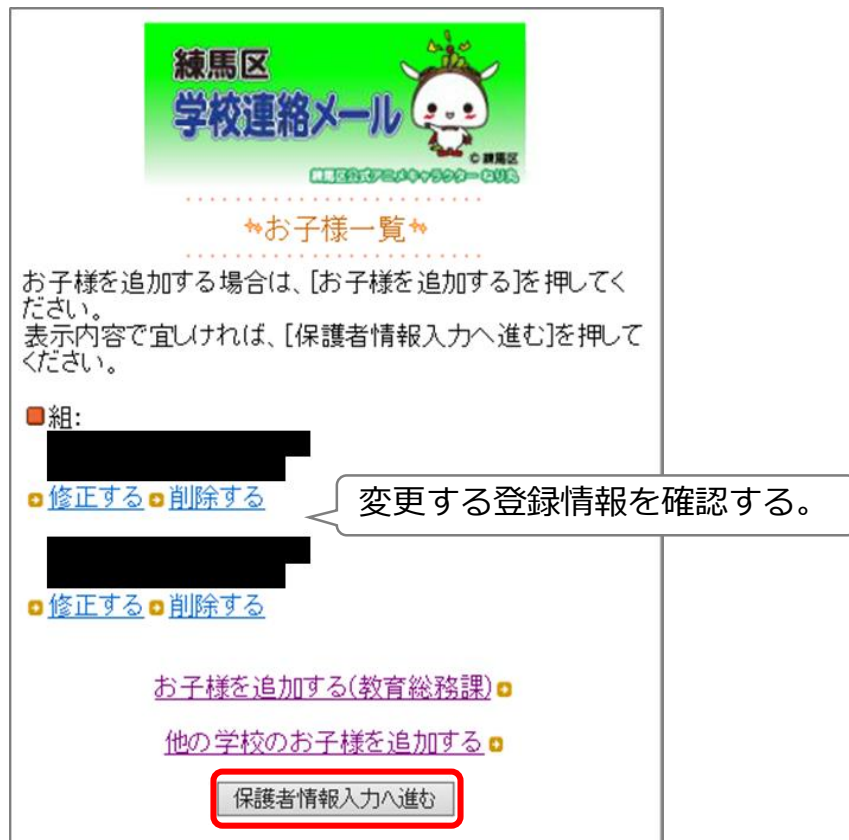 練馬区
学校連絡メール
© 練馬区
練馬区公式アニメキャラクター ねり丸
お子様一覧
お子様を追加する場合は、[お子様を追加する]を押してく
ださい。
表示内容で宜しければ、[保護者情報入力へ進む]を押して
ください。
組:
修正する 削除する
変更する登録情報を確認する。
修正する 削除する
お子様を追加する(教育総務課)
他の学校のお子様を追加する
保護者情報入力へ進む